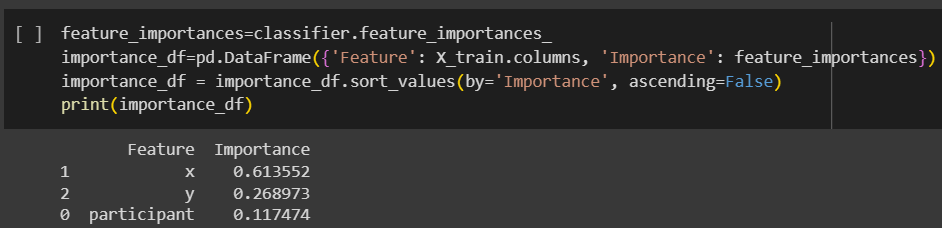 [ ] feature_importances=classifier.feature_importances_
importance_df=pd.DataFrame({'Feature': X_train.columns, 'Importance': feature_importances})
importance_df = importance_df.sort_values(by='Importance', ascending=False)
print(importance_df)
Feature Importance
1 x 0.613552
2 y 0.268973
0 participant 0.117474